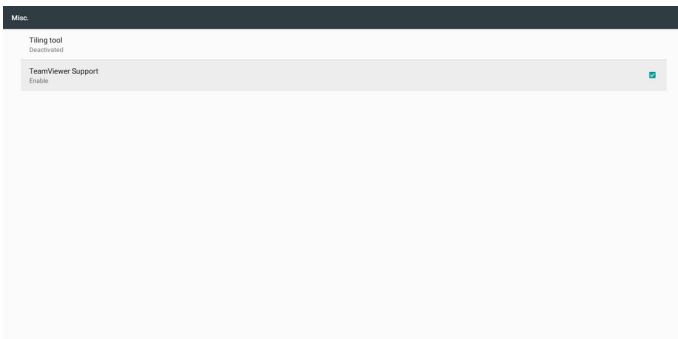 Misc.
Tiling tool
Deactivated
TeamViewer Support
Enable